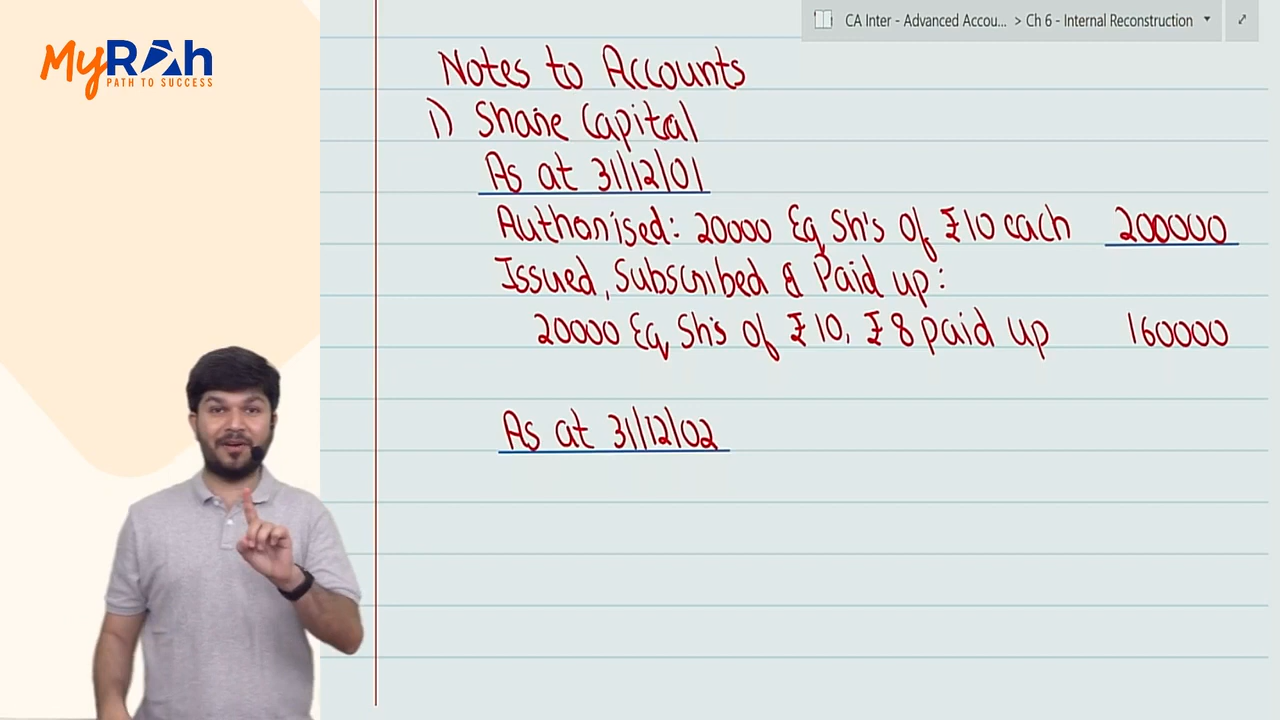 MyRAh
PATH TO SUCCESS
CA Inter - Advanced Accou... > Ch 6 - Internal Reconstruction
Notes to Accounts
1) Share Capital
As at 31/12/01
Authorised: 20000 Eq Sh's of ₹10 each 200000
Issued, Subscribed & Paid up:
20000 Eq Sh's of ₹10, ₹8 paid up 160000
As at 31/12/02